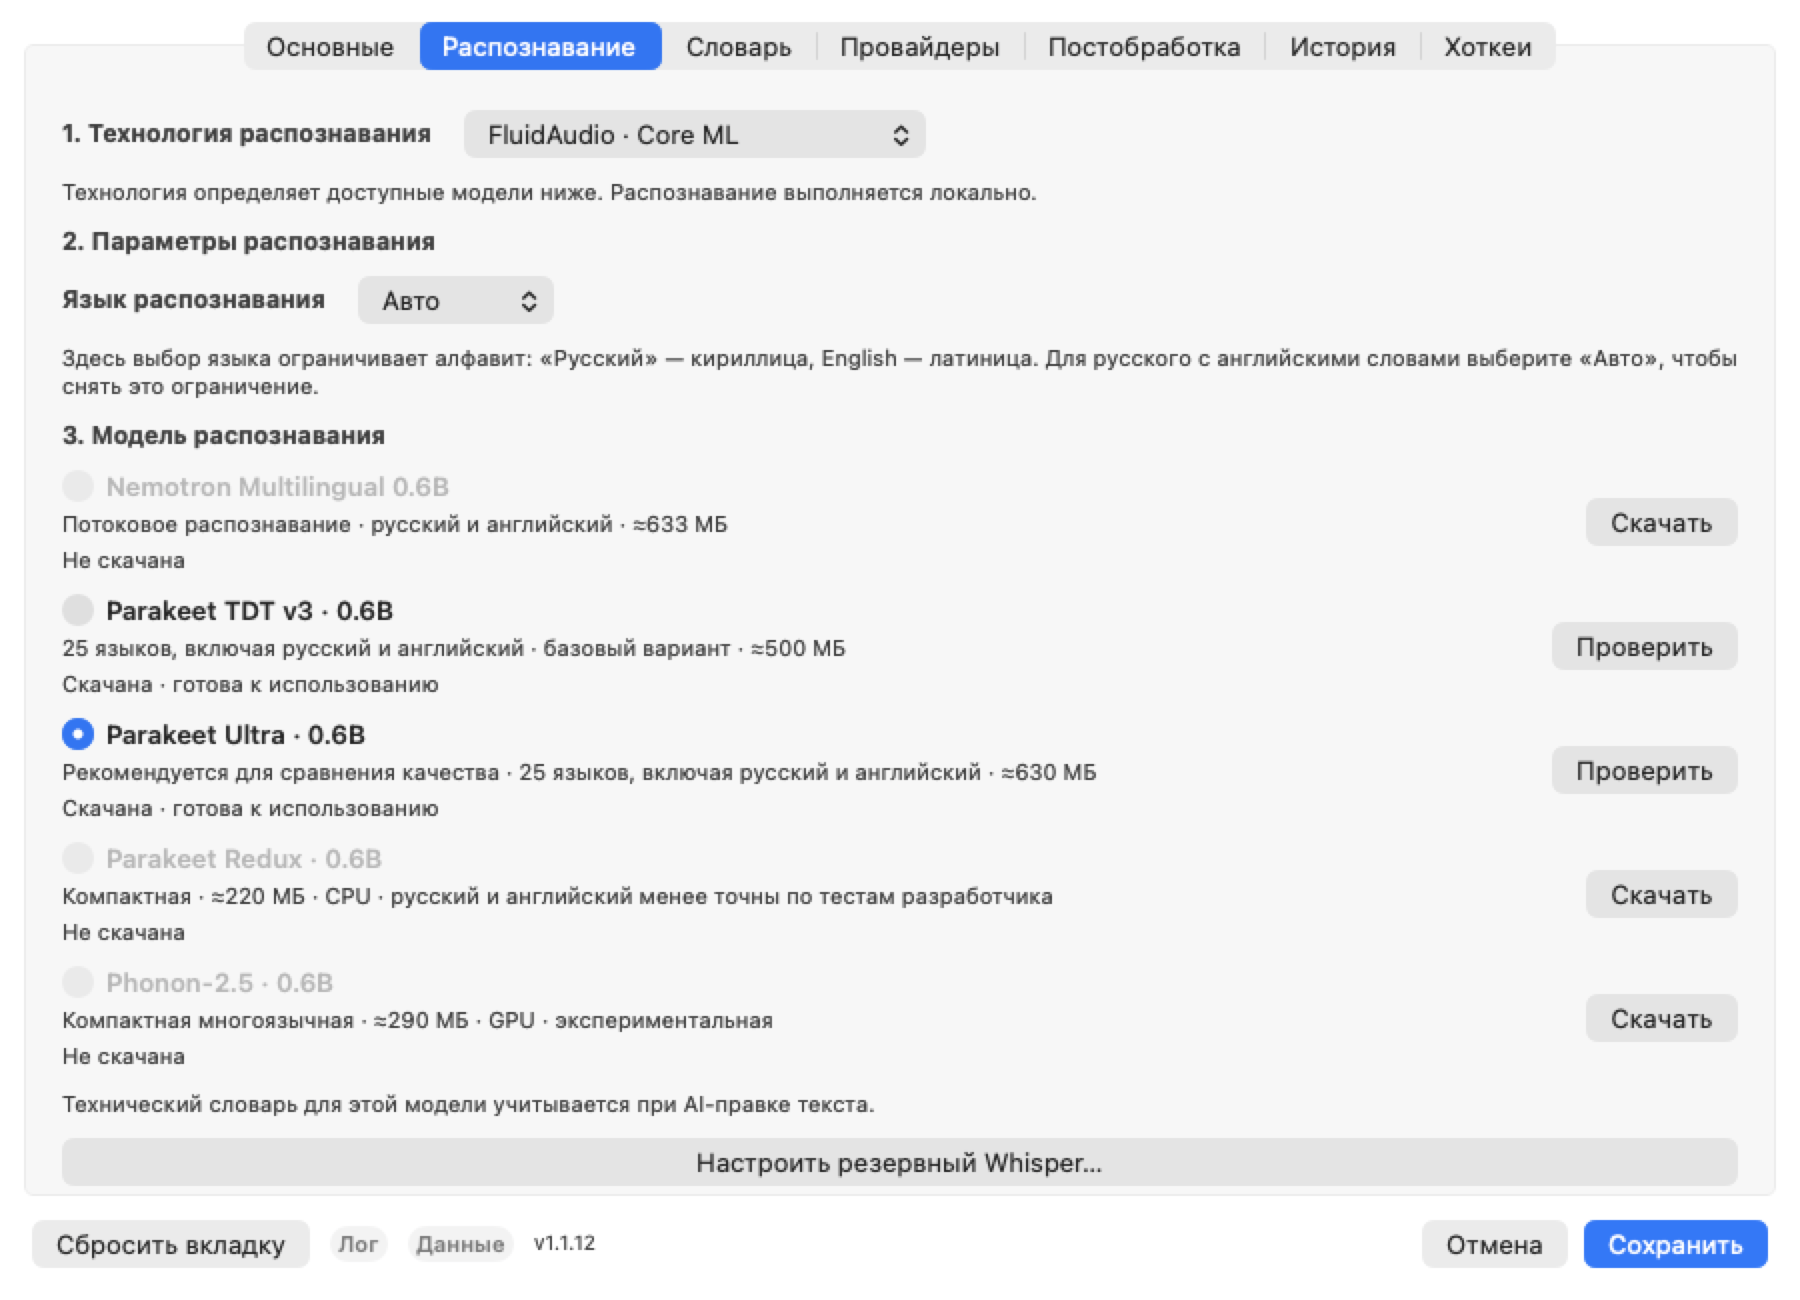 Основные Распознавание Словарь Провайдеры Постобработка История Хоткеи
1. Технология распознавания FluidAudio · Core ML
Технология определяет доступные модели ниже. Распознавание выполняется локально.
2. Параметры распознавания
Язык распознавания Авто
Здесь выбор языка ограничивает алфавит: «Русский» — кириллица, English — латиница. Для русского с английскими словами выберите «Авто», чтобы
снять это ограничение.
3. Модель распознавания
Nemotron Multilingual 0.6B
Потоковое распознавание · русский и английский · ≈633 МБ
Скачать
Не скачана
Parakeet TDT v3 · 0.6B
25 языков, включая русский и английский · базовый вариант · ≈500 МБ
Проверить
Скачана · готова к использованию
Parakeet Ultra · 0.6B
Рекомендуется для сравнения качества · 25 языков, включая русский и английский · ≈630 МБ
Проверить
Скачана · готова к использованию
Parakeet Redux · 0.6B
Компактная · ≈220 МБ · CPU · русский и английский менее точны по тестам разработчика
Скачать
Не скачана
Phonon-2.5 · 0.6B
Компактная многоязычная · ≈290 МБ · GPU · экспериментальная
Скачать
Не скачана
Технический словарь для этой модели учитывается при AI-правке текста.
Настроить резервный Whisper...
Сбросить вкладку Лог Данные v1.1.12 Отмена Сохранить